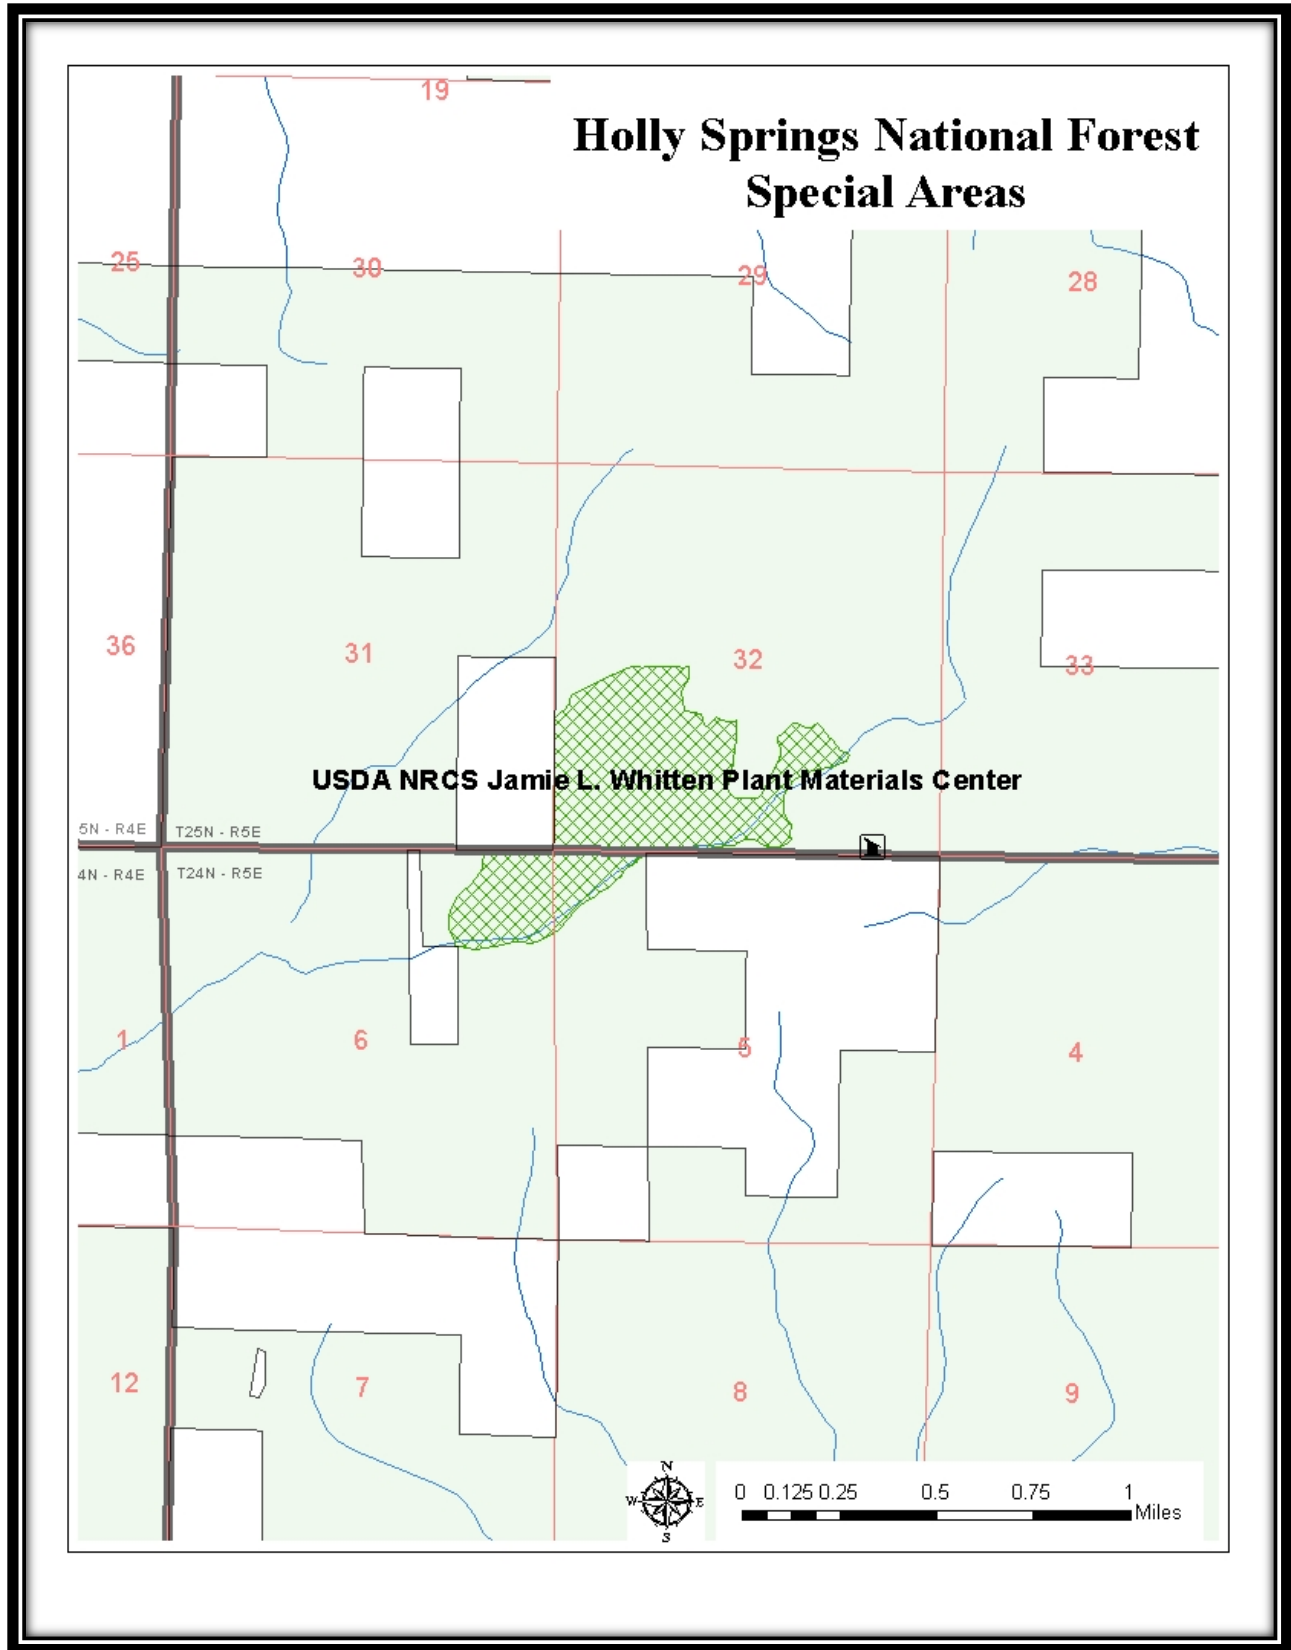 19
Holly Springs National Forest
Special Areas
25
30
29
28
36
31
32
33
USDA NRCS Jamie L. Whitten Plant Materials Center
5N - R4E
T25N - R5E
4N - R4E
T24N - R5E
1
6
5
4
12
7
8
9
N
W E
S
0 0.125 0.25 0.5 0.75 1
Miles